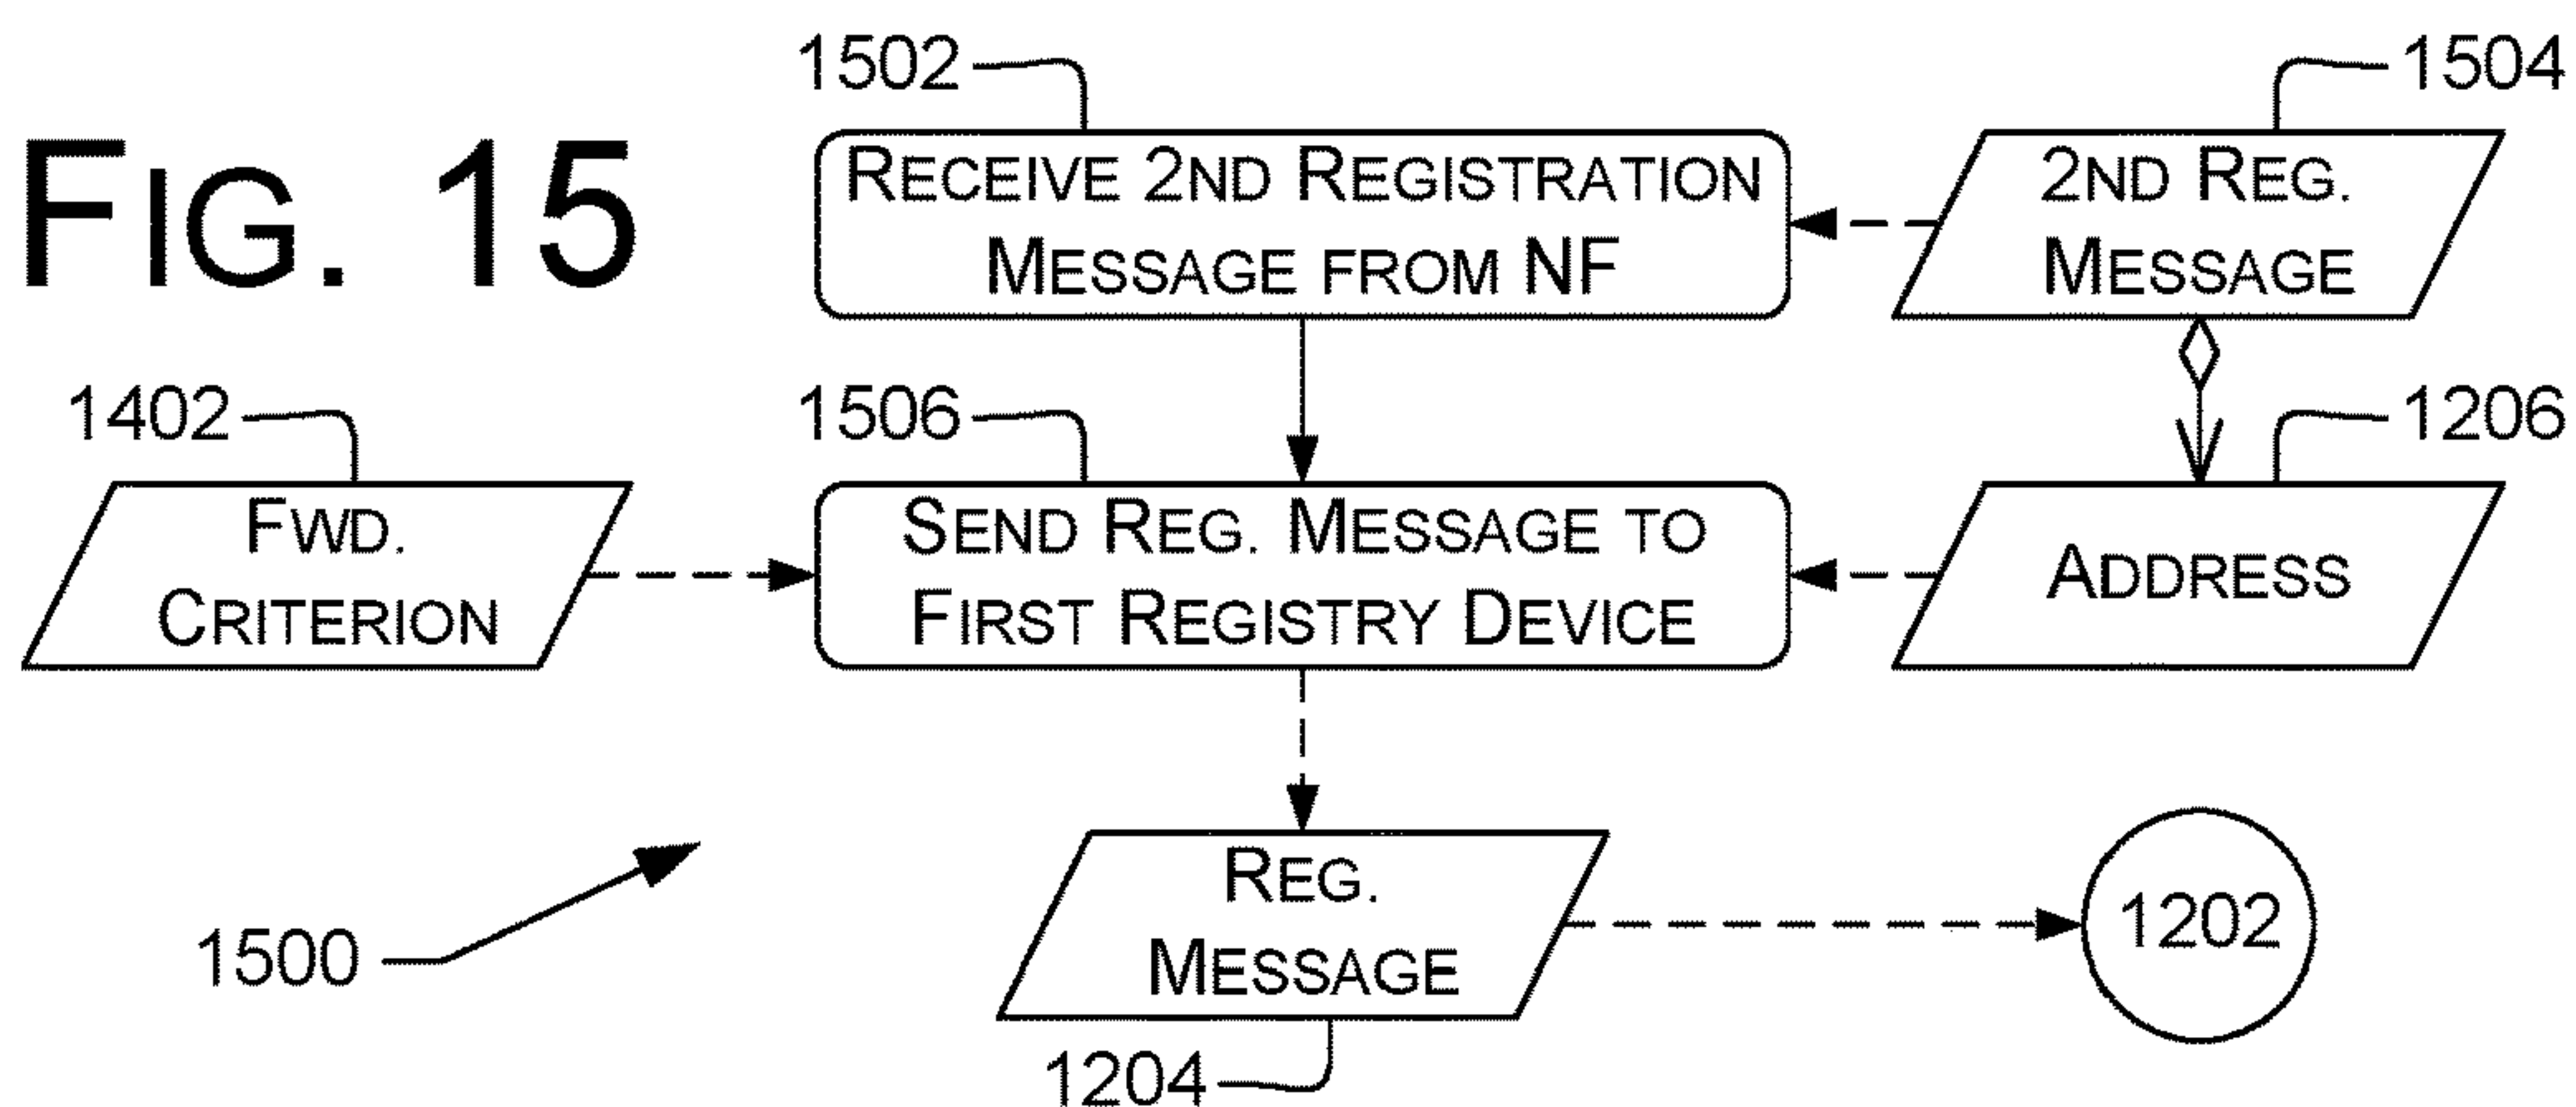 1502
1504
FIG. 15
RECEIVE 2ND REGISTRATION
MESSAGE FROM NF
2ND REG.
MESSAGE
1402
1506
1206
FWD.
CRITERION
SEND REG. MESSAGE TO
FIRST REGISTRY DEVICE
ADDRESS
REG.
MESSAGE
1202
1500
1204